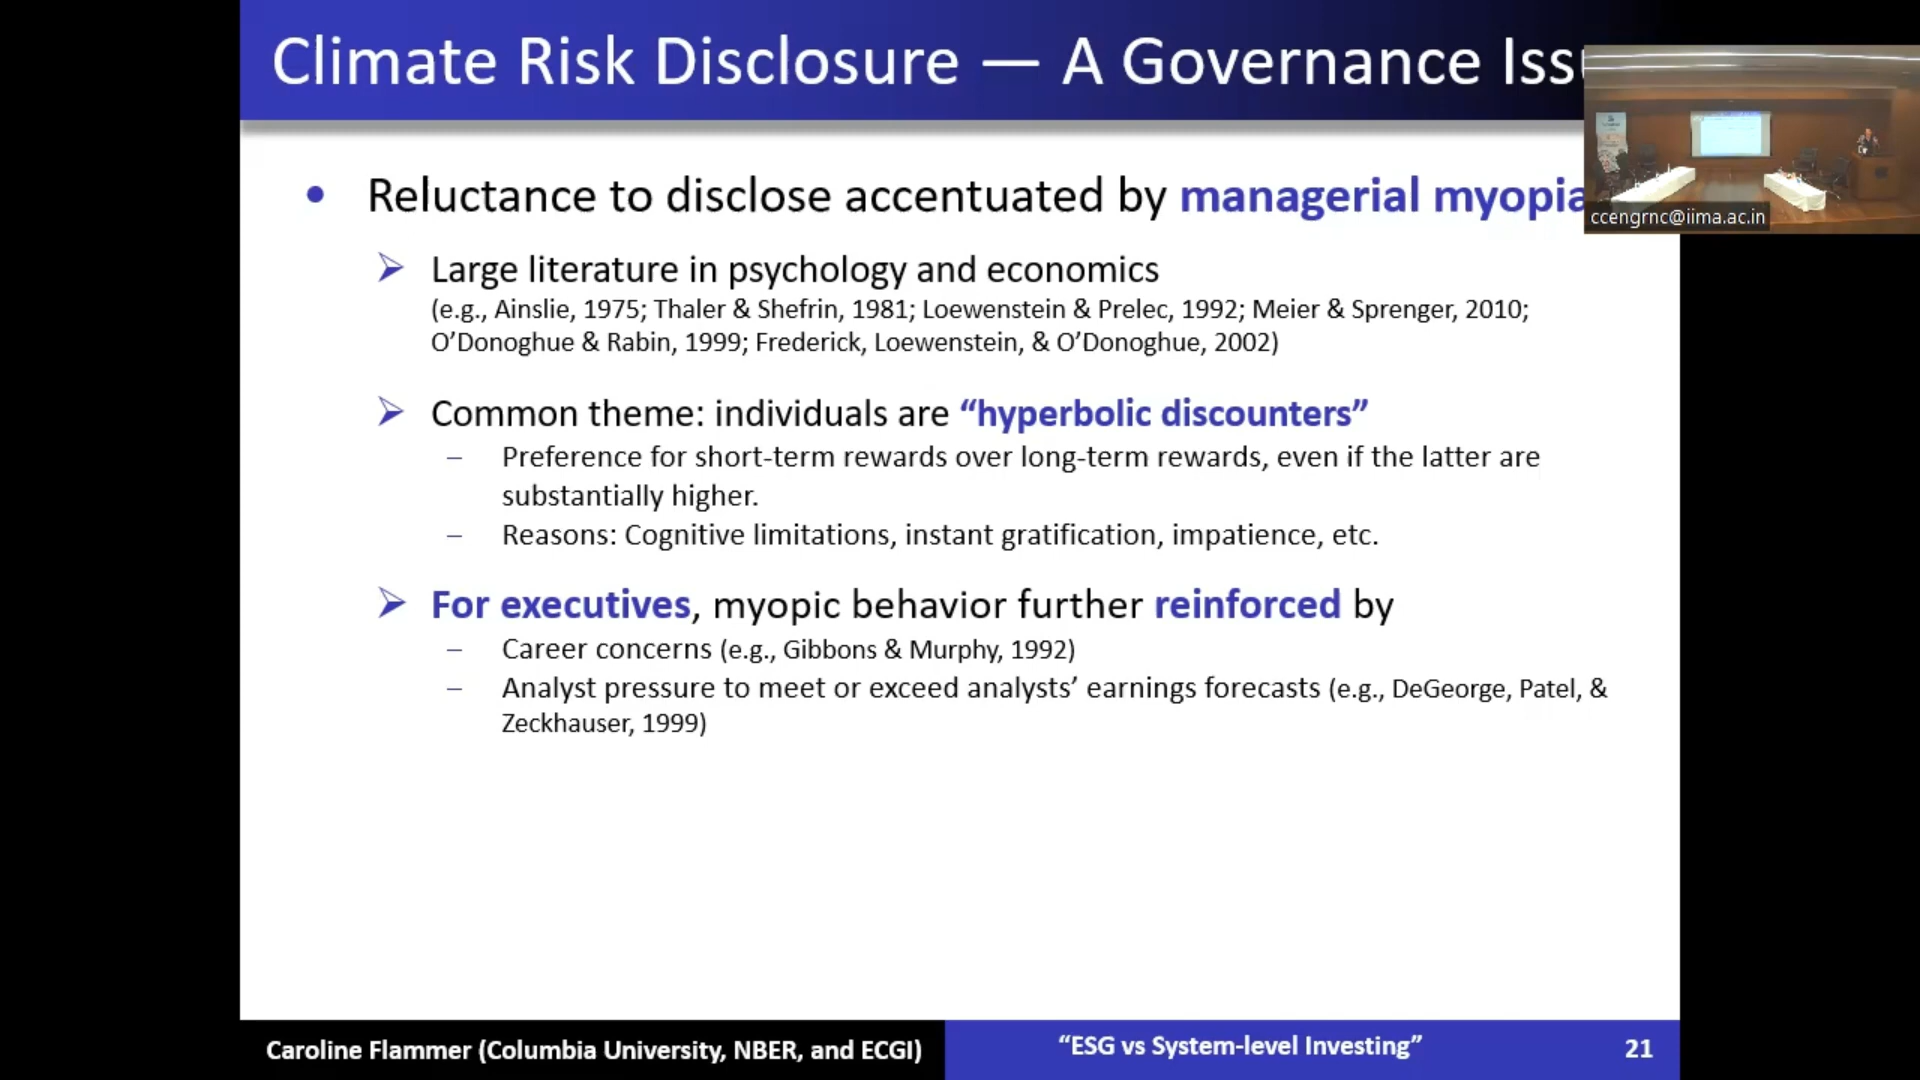 Climate Risk Disclosure — A Governance Iss
ccengrnc@iima.ac.in
• Reluctance to disclose accentuated by managerial myopia
➢ Large literature in psychology and economics
(e.g., Ainslie, 1975; Thaler & Shefrin, 1981; Loewenstein & Prelec, 1992; Meier & Sprenger, 2010;
O’Donoghue & Rabin, 1999; Frederick, Loewenstein, & O’Donoghue, 2002)
➢ Common theme: individuals are “hyperbolic discounters”
– Preference for short-term rewards over long-term rewards, even if the latter are
substantially higher.
– Reasons: Cognitive limitations, instant gratification, impatience, etc.
➢ For executives, myopic behavior further reinforced by
– Career concerns (e.g., Gibbons & Murphy, 1992)
– Analyst pressure to meet or exceed analysts’ earnings forecasts (e.g., DeGeorge, Patel, &
Zeckhauser, 1999)
Caroline Flammer (Columbia University, NBER, and ECGI)
“ESG vs System-level Investing”
21